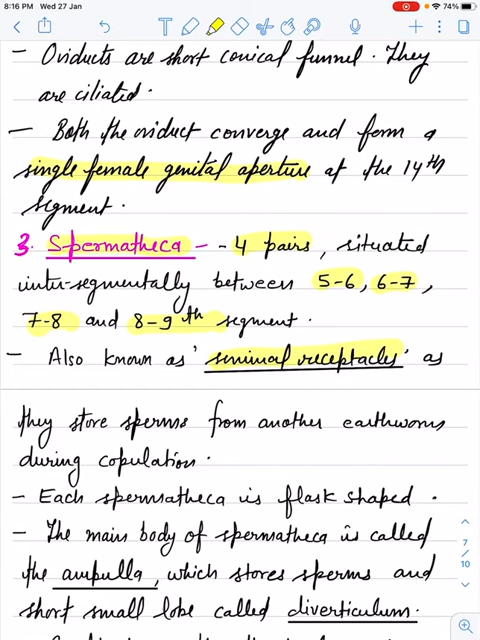 8:16 PM Wed 27 Jan
74%
- Oviducts are short conical funnel. They
are ciliated.
- Both the oviduct converge and form a
single female genital aperture at the 14th
segment.
3. Spermatheca - - 4 pairs, situated
inter-segmentally between 5-6, 6-7,
7-8 and 8-9th segment.
- Also known as 'seminal receptacles' as
they store sperms from another earthworms
during copulation.
- Each spermatheca is flask shaped.
- The main body of spermatheca is called
the ampulla, which stores sperms and
short small lobe called diverticulum.
7
/
10